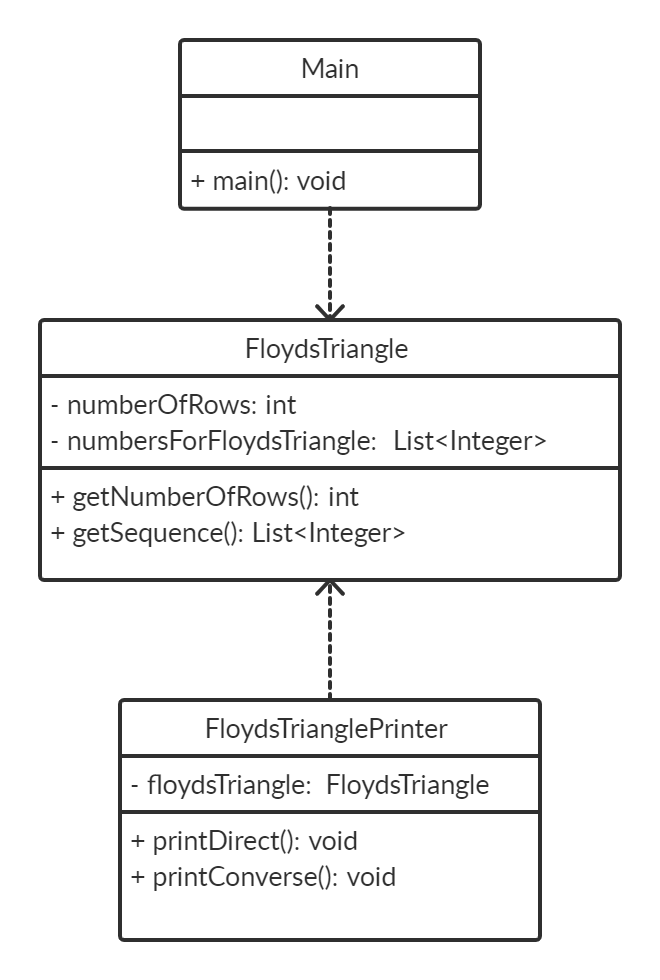 Main
+ main(): void
FloydsTriangle
- numberOfRows: int
- numbersForFloydsTriangle: List<Integer>
+ getNumberOfRows(): int
+ getSequence(): List<Integer>
FloydsTrianglePrinter
- floydsTriangle: FloydsTriangle
+ printDirect(): void
+ printConverse(): void